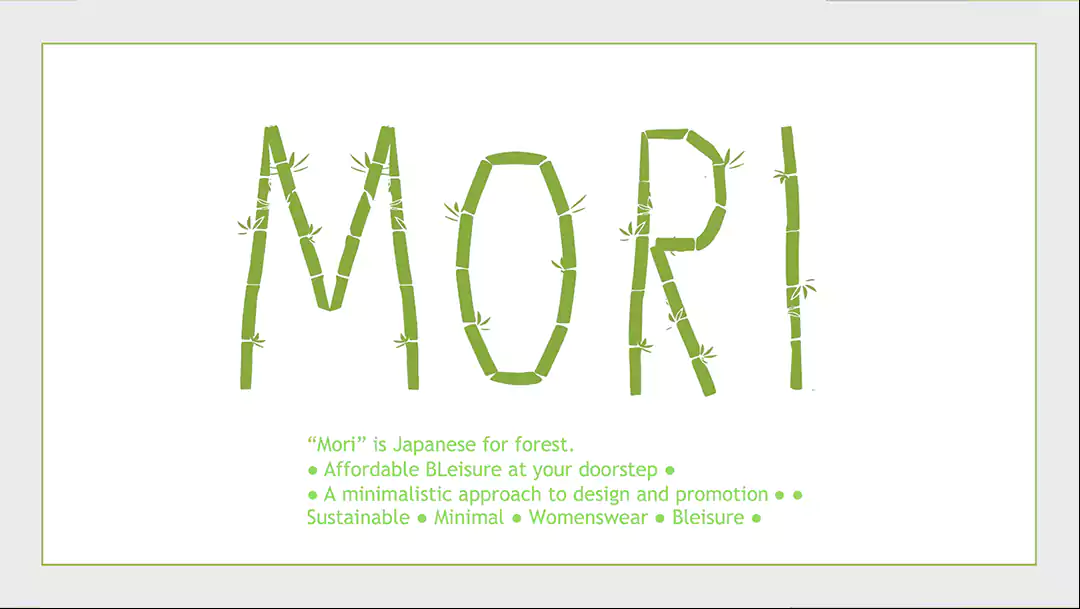 MORI
“Mori” is Japanese for forest.
● Affordable BLeisure at your doorstep ●
● A minimalistic approach to design and promotion ● ●
Sustainable ● Minimal ● Womenswear ● Bleisure ●